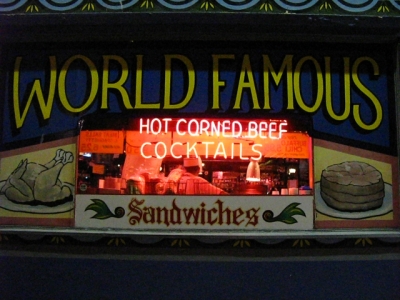 WORLD FAMOUS
HOT CORNED BEEF
COCKTAILS
Sandwiches